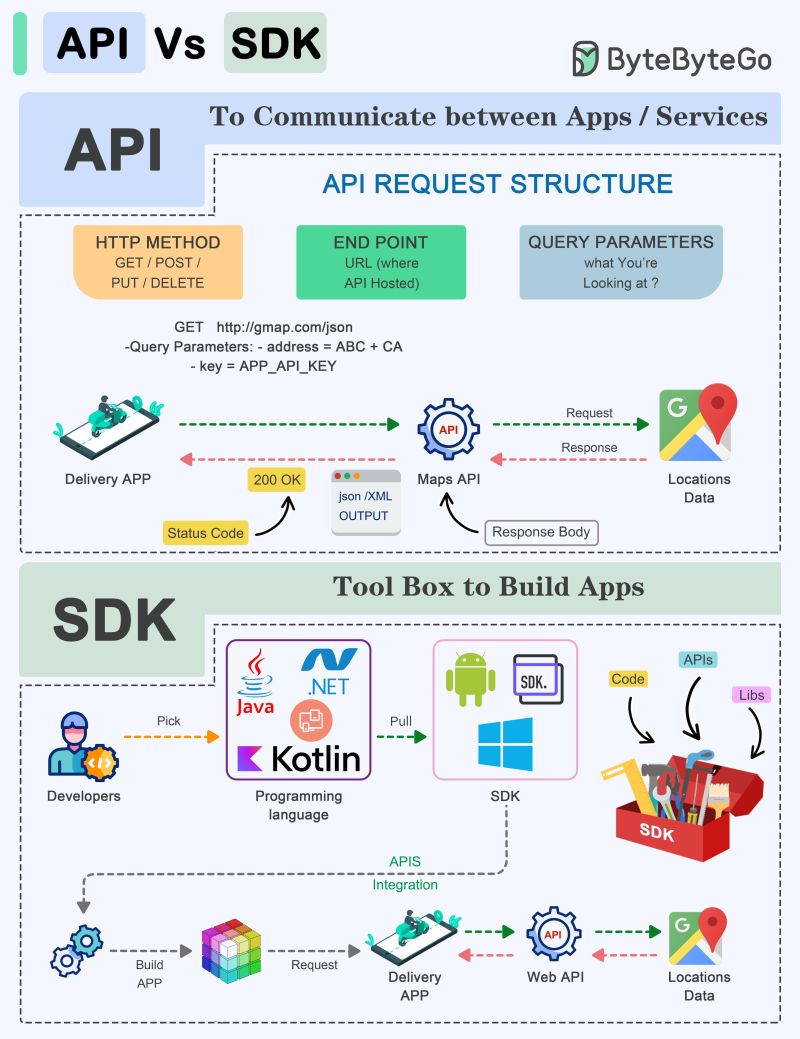 API Vs SDK
ByteByteGo
To Communicate between Apps / Services
API
API REQUEST STRUCTURE
HTTP METHOD
GET / POST /
PUT / DELETE
END POINT
URL (where
API Hosted)
QUERY PARAMETERS
what You're
Looking at ?
GET http://gmap.com/json
-Query Parameters: - address = ABC + CA
- key = APP_API_KEY
API
Request
G
Response
Delivery APP
200 OK
Maps API
Locations
Data
json /XML
OUTPUT
Status Code
Response Body
Tool Box to Build Apps
SDK
Java
.NET
Kotlin
SDK.
Code
APIs
Libs
Pick
Pull
Developers
Programming
language
SDK
SDK
APIS
Integration
Build
APP
Request
API
G
Delivery
APP
Web API
Locations
Data